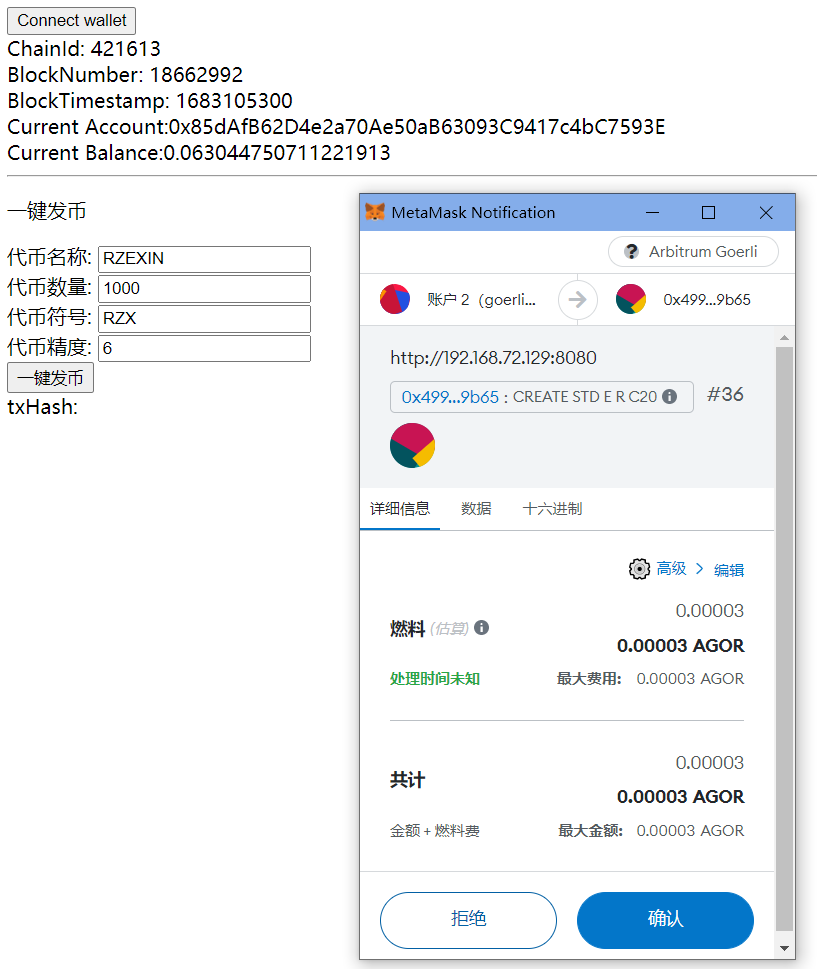 Connect wallet
ChainId: 421613
BlockNumber: 18662992
BlockTimestamp: 1683105300
Current Account:0x85dAfB62D4e2a70Ae50aB63093C9417c4bC7593E
Current Balance:0.063044750711221913
一键发币
代币名称: RZEXIN
代币数量: 1000
代币符号: RZX
代币精度: 6
一键发币
txHash:
MetaMask Notification
? Arbitrum Goerli
账户 2（goerli... 0x499...9b65
http://192.168.72.129:8080
0x499...9b65 : CREATE STD E R C20 #36
详细信息 数据 十六进制
高级 > 编辑
0.00003
燃料 (估算) 0.00003 AGOR
处理时间未知 最大费用: 0.00003 AGOR
0.00003
共计 0.00003 AGOR
金额 + 燃料费 最大金额: 0.00003 AGOR
拒绝 确认